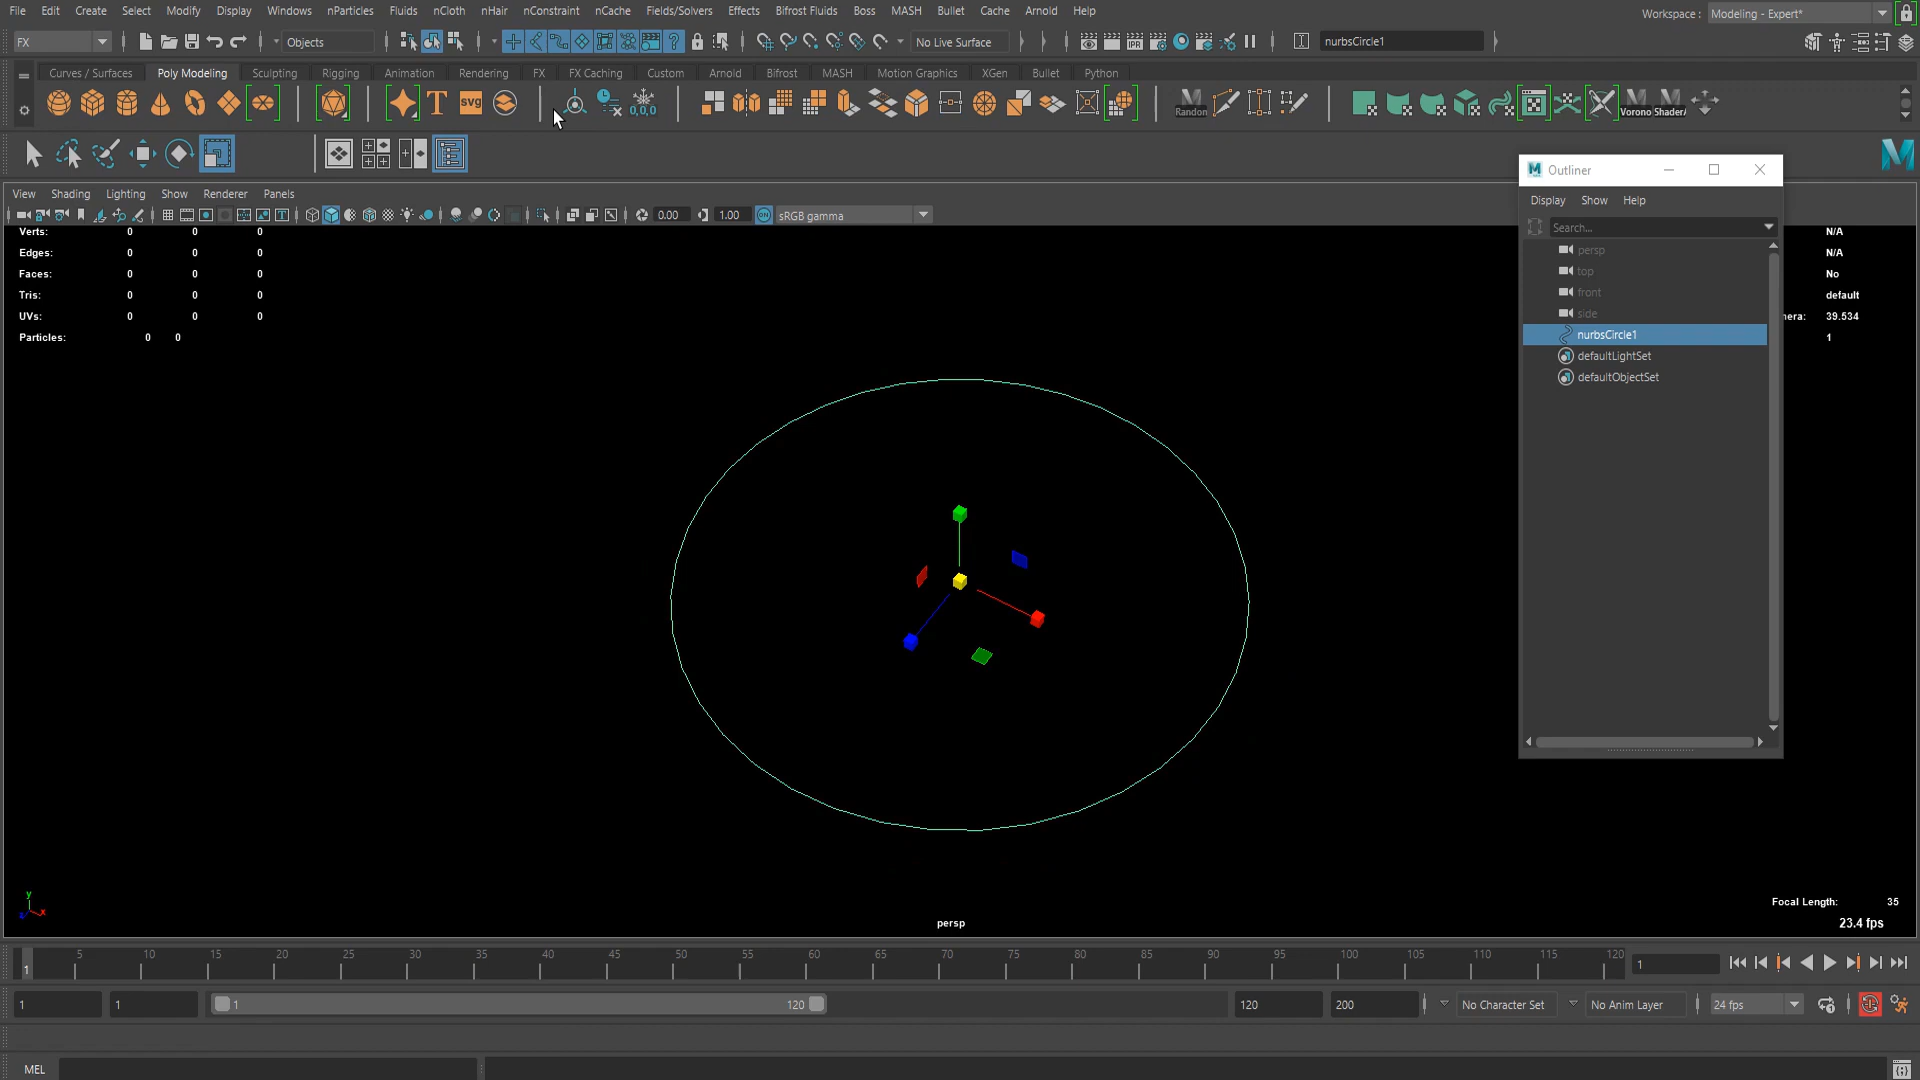 File Edit Create Select Modify Display Windows nParticles Fluids nCloth nHair nConstraint nCache Fields/Solvers Effects Bifrost Fluids Boss MASH Bullet Cache Arnold Help
Workspace : Modeling - Expert*
FX Objects No Live Surface nurbsCircle1
Curves / Surfaces Poly Modeling Sculpting Rigging Animation Rendering FX FX Caching Custom Arnold Bifrost MASH Motion Graphics XGen Bullet Python
T SVG 0,0,0 Randon Vorono Shader/
Outliner
View Shading Lighting Show Renderer Panels
Display Show Help
0.00 1.00 ON sRGB gamma
Search...
Verts: 0 0 0 N/A
persp
Edges: 0 0 0 N/A
top
Faces: 0 0 0 No
front
Tris: 0 0 0 default
side
UVs: 0 0 0 nera: 39.534
nurbsCircle1
Particles: 0 0 1
defaultLightSet
defaultObjectSet
y
x
z
Focal Length: 35
persp
23.4 fps
1 5 10 15 20 25 30 35 40 45 50 55 60 65 70 75 80 85 90 95 100 105 110 115 120 1
1 1 1 120 120 200 No Character Set No Anim Layer 24 fps
MEL